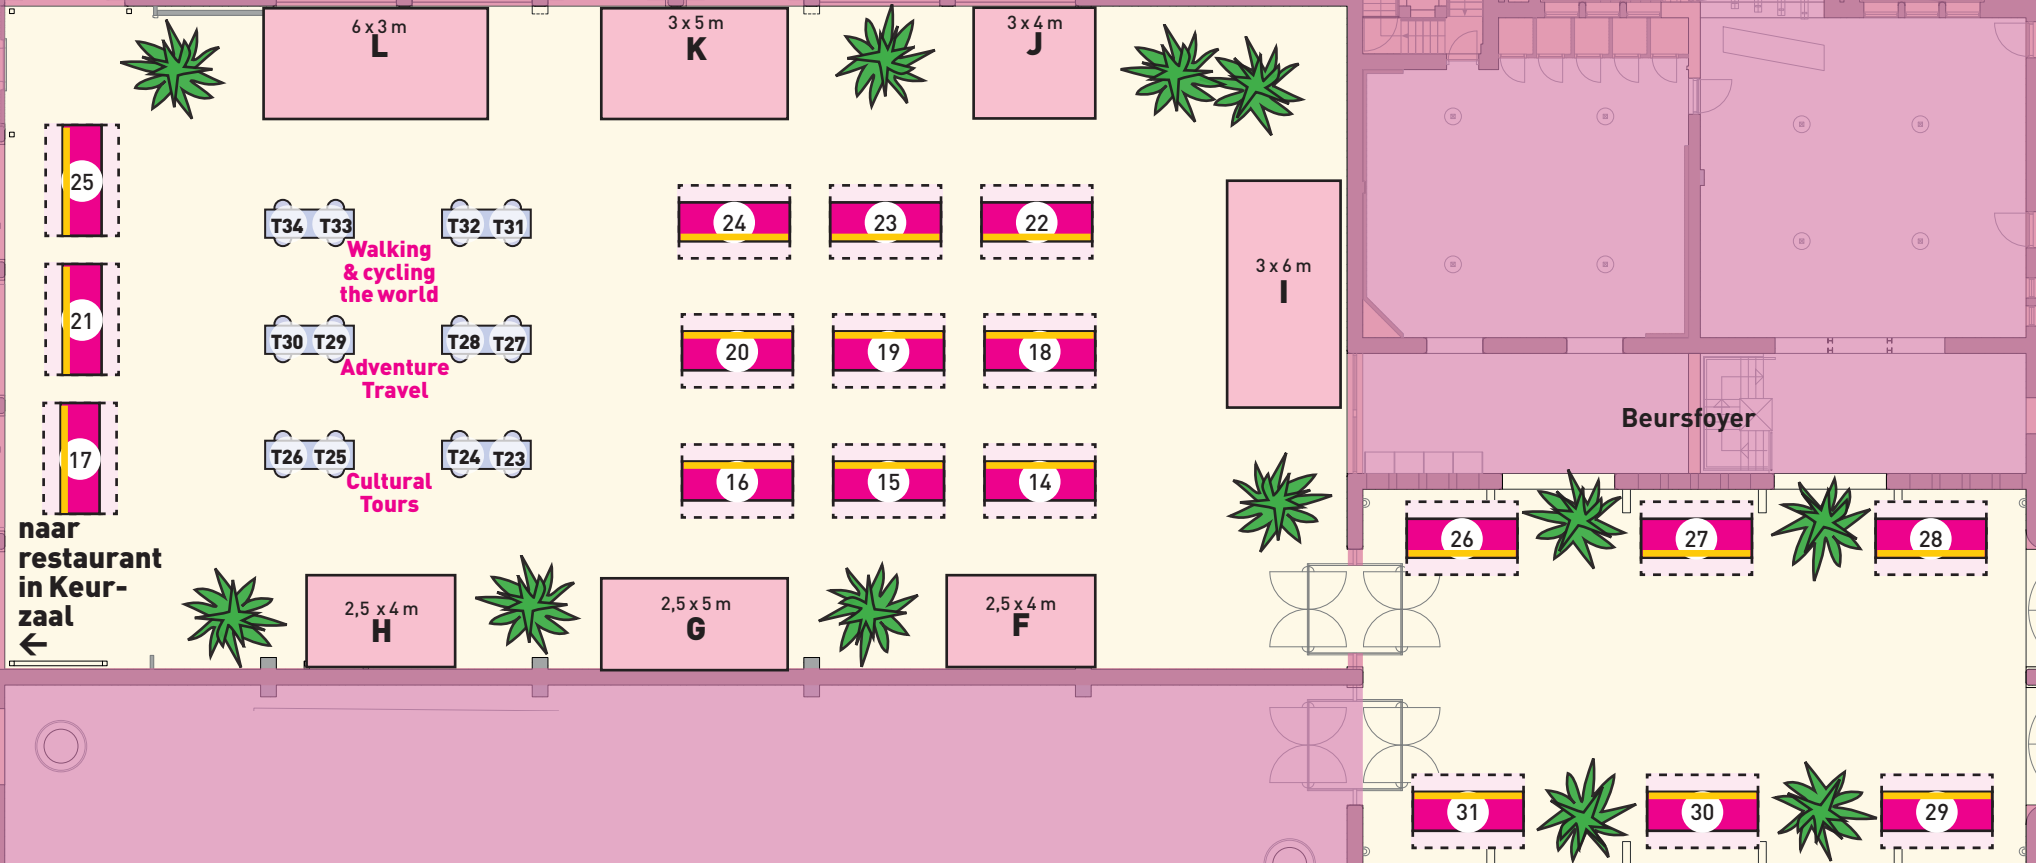 6 x 3 m
L
3 x 5 m
K
3 x 4 m
J
25
T34 T33
T32 T31
24
23
22
Walking
& cycling
the world
3 x 6 m
I
21
T30 T29
T28 T27
20
19
18
Adventure
Travel
Beursfoyer
17
T26 T25
T24 T23
16
15
14
Cultural
Tours
naar
restaurant
in Keur-
zaal
←
26
27
28
2,5 x 4 m
H
2,5 x 5 m
G
2,5 x 4 m
F
31
30
29